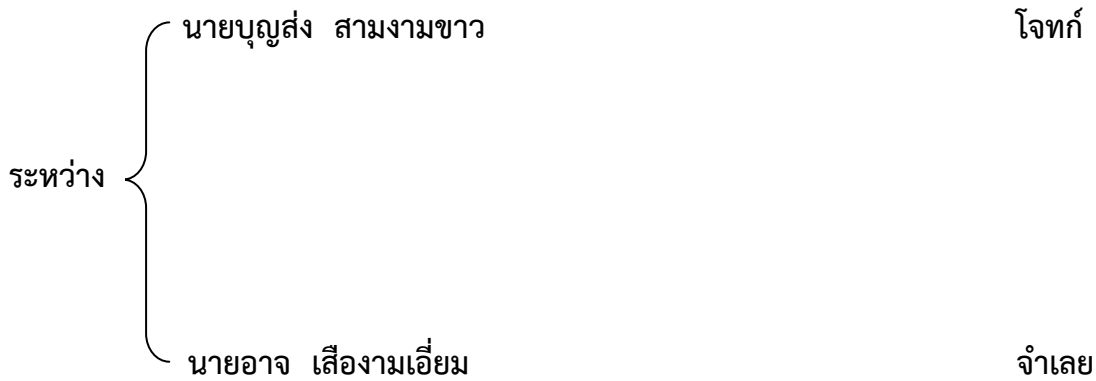 นายบุญส่ง สามงามขาว โจทก์
ระหว่าง
นายอาจ เสืองามเอี่ยม จำเลย